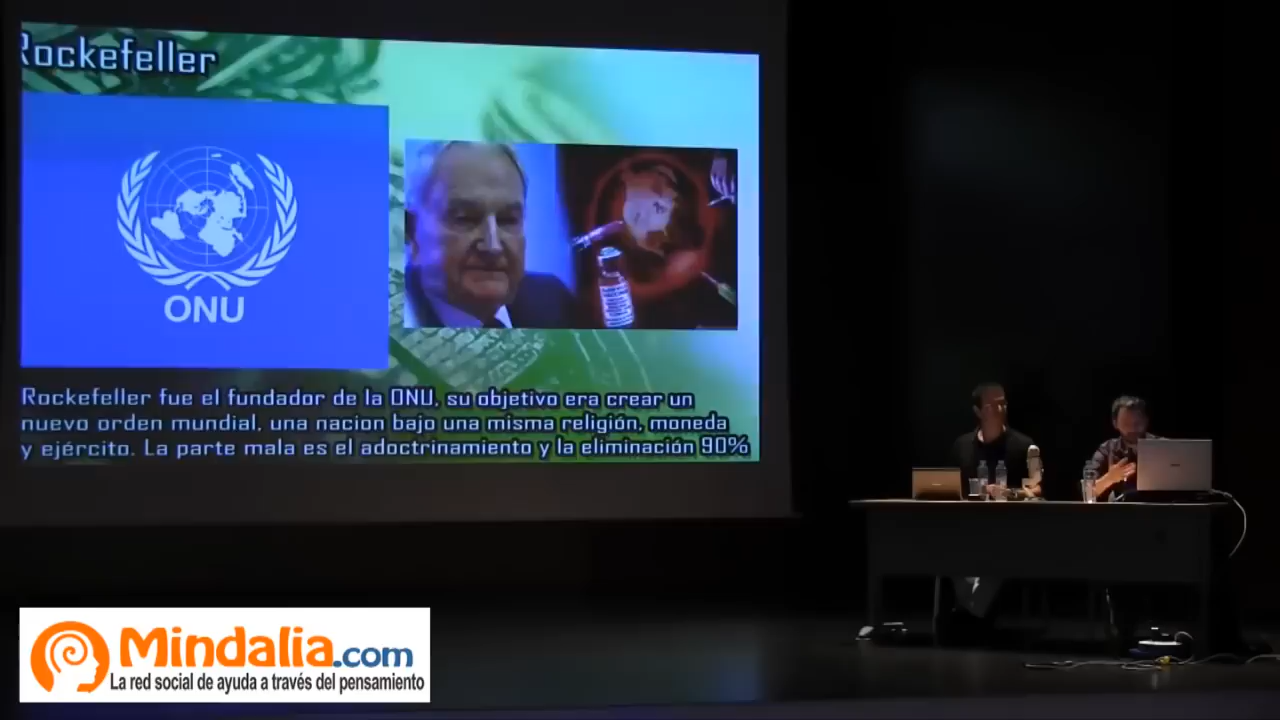 Rockefeller
ONU
Rockefeller fue el fundador de la ONU, su objetivo era crear un
nuevo orden mundial, una nacion bajo una misma religión, moneda
y ejército. La parte mala es el adoctrinamiento y la eliminación 90%
Mindalia.com
La red social de ayuda a través del pensamiento